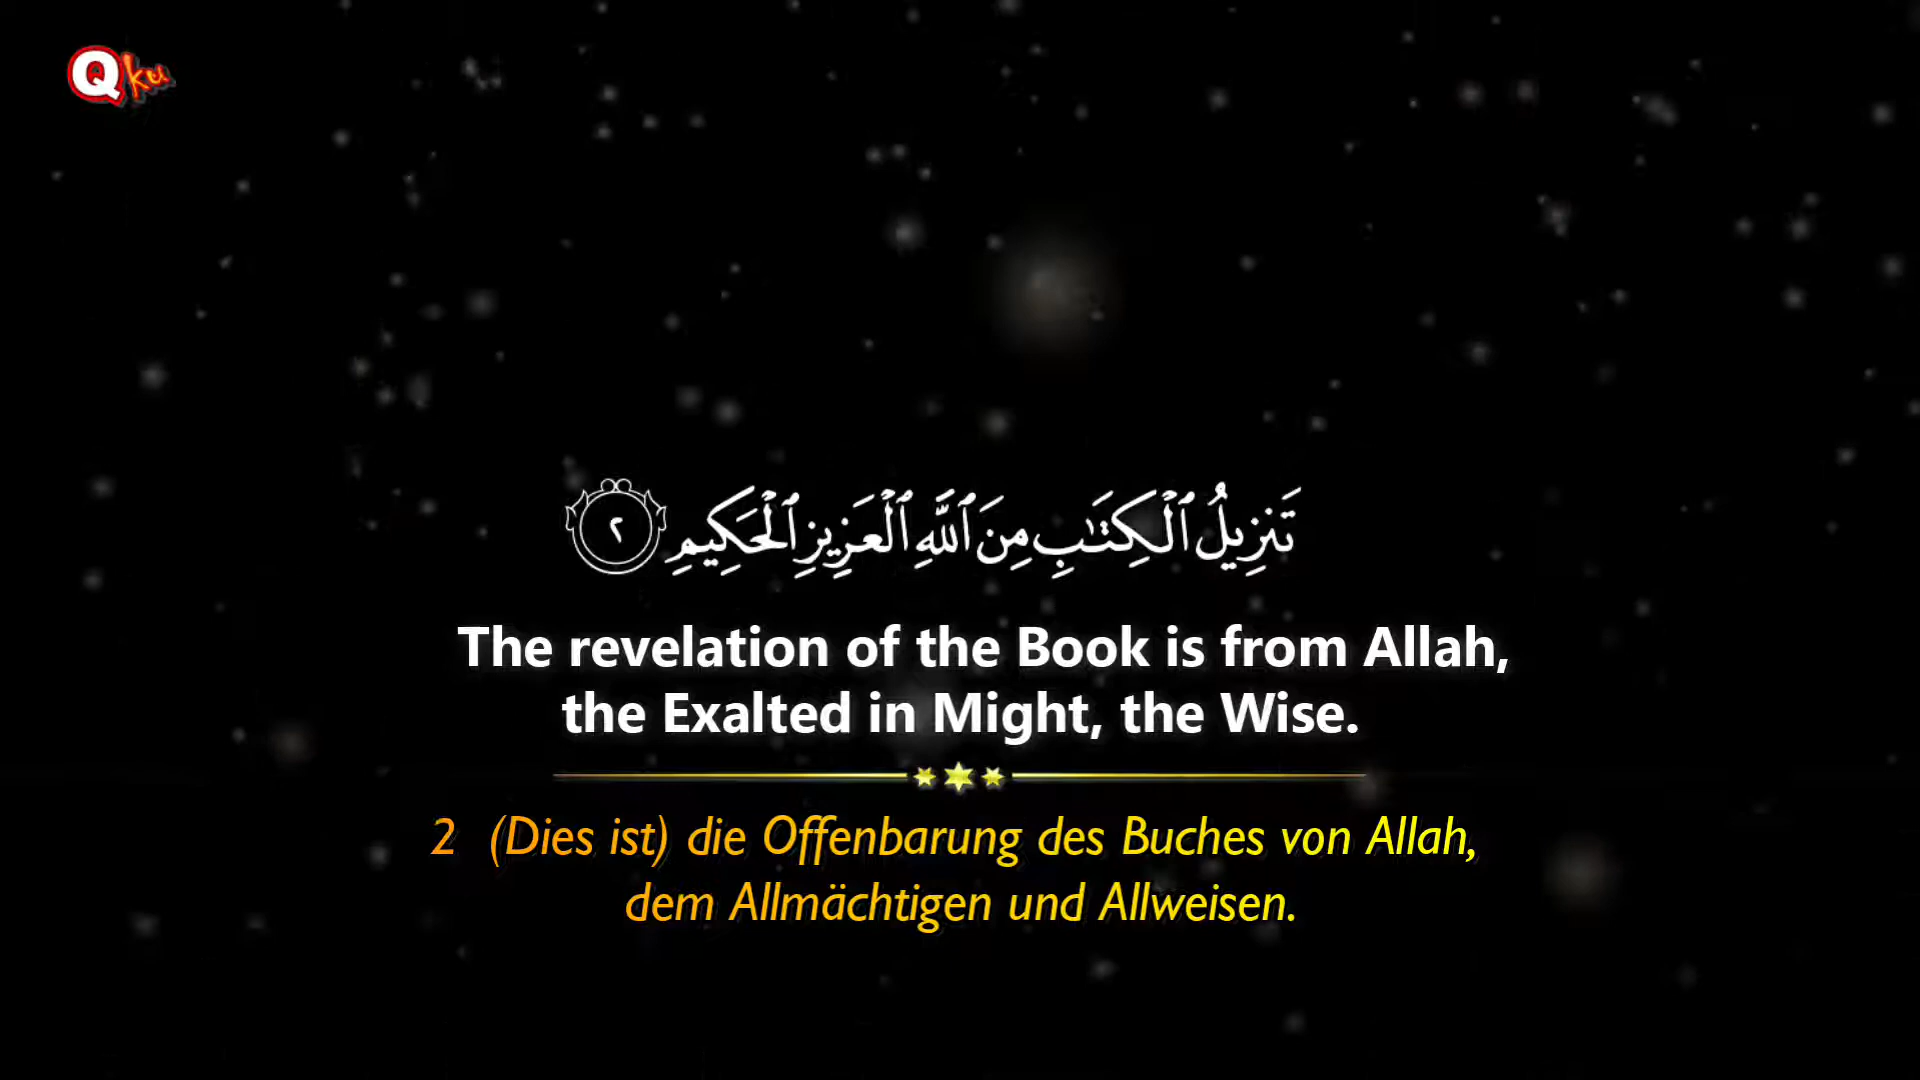 Qku
تَنزِيلُ ٱلْكِتَٰبِ مِنَ ٱللَّهِ ٱلْعَزِيزِ ٱلْحَكِيمِ ٢
The revelation of the Book is from Allah,
the Exalted in Might, the Wise.
2 (Dies ist) die Offenbarung des Buches von Allah,
dem Allmächtigen und Allweisen.